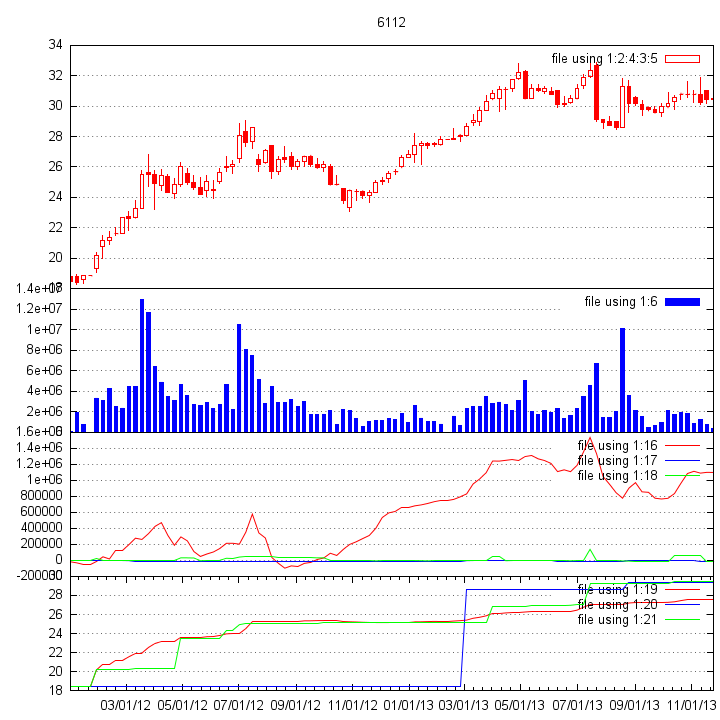 6112
34
file using 1:2:4:3:5
32
30
28
26
24
22
20
18
1.4e+07
file using 1:6
1.2e+07
1e+07
8e+06
6e+06
4e+06
2e+06
0
1.6e+06
file using 1:16
1.4e+06
file using 1:17
1.2e+06
file using 1:18
1e+06
800000
600000
400000
200000
0
-200000
30
file using 1:19
28
file using 1:20
26
file using 1:21
24
22
20
18
03/01/12 05/01/12 07/01/12 09/01/12 11/01/12 01/01/13 03/01/13 05/01/13 07/01/13 09/01/13 11/01/13